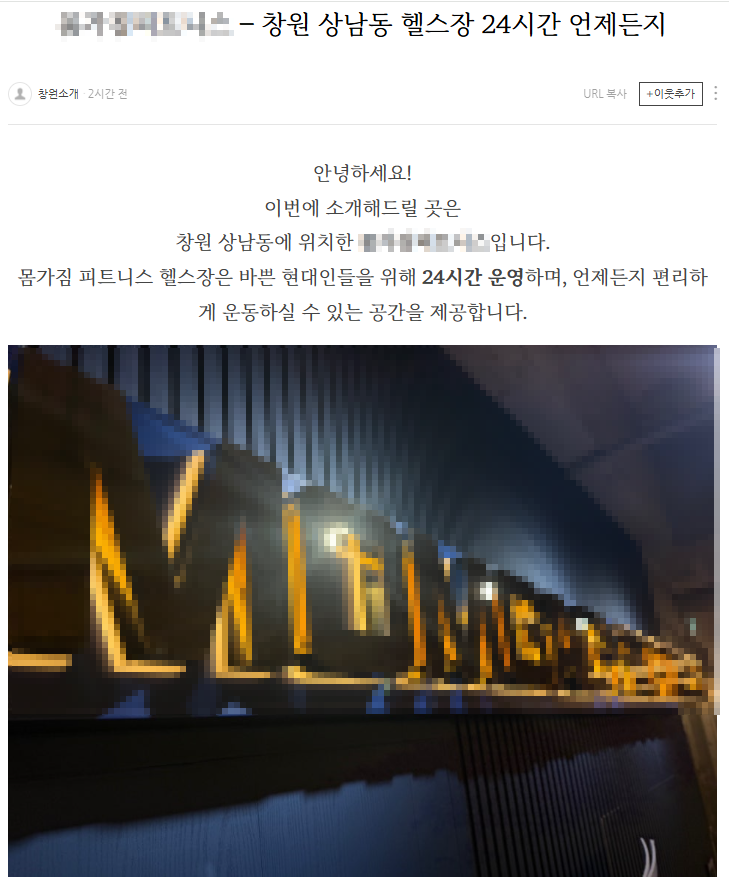 – 창원 상남동 헬스장 24시간 언제든지
창원소개 · 2시간 전
URL 복사
+이웃추가
안녕하세요!
이번에 소개해드릴 곳은
창원 상남동에 위치한 입니다.
몸가짐 피트니스 헬스장은 바쁜 현대인들을 위해 24시간 운영하며, 언제든지 편리하
게 운동하실 수 있는 공간을 제공합니다.